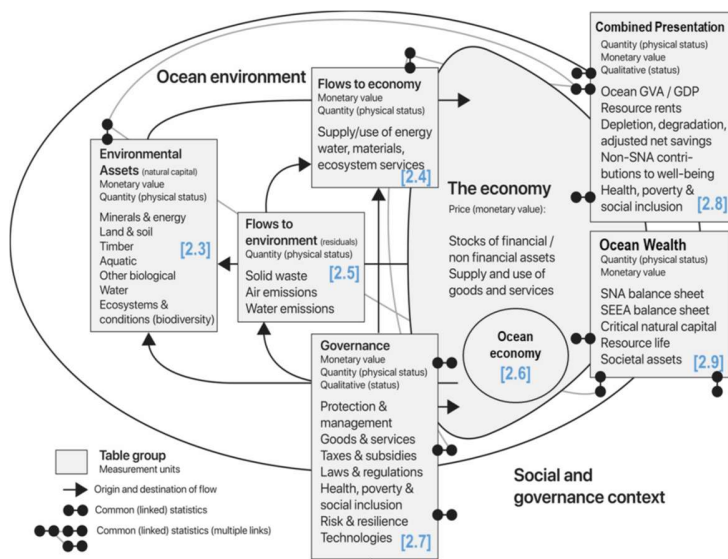 Ocean environment
Flows to economy
Monetary value
Quantity (physical status)
Supply/use of energy
water, materials,
ecosystem services
[2.4]
Combined Presentation
Quantity (physical status)
Monetary value
Qualitative (status)
Ocean GVA / GDP
Resource rents
Depletion, degradation,
adjusted net savings
Non-SNA contri-
butions to well-being
Health, poverty &
social inclusion
[2.8]
Environmental
Assets (natural capital)
Monetary value
Quantity (physical status)
Minerals & energy
Land & soil
Timber
Aquatic
Other biological
Water
Ecosystems &
conditions (biodiversity)
[2.3]
Flows to
environment (residuals)
Quantity (physical status)
Solid waste
Air emissions
Water emissions
[2.5]
The economy
Price (monetary value):
Stocks of financial /
non financial assets
Supply and use of
goods and services
Ocean
economy
[2.6]
Ocean Wealth
Quantity (physical status)
Monetary value
SNA balance sheet
SEEA balance sheet
Critical natural capital
Resource life
Societal assets
[2.9]
Governance
Monetary value
Quantity (physical status)
Qualitative (status)
Protection &
management
Goods & services
Taxes & subsidies
Laws & regulations
Health, poverty &
social inclusion
Risk & resilience
Technologies
[2.7]
Social and
governance context
Table group
Measurement units
Origin and destination of flow
Common (linked) statistics
Common (linked) statistics (multiple links)